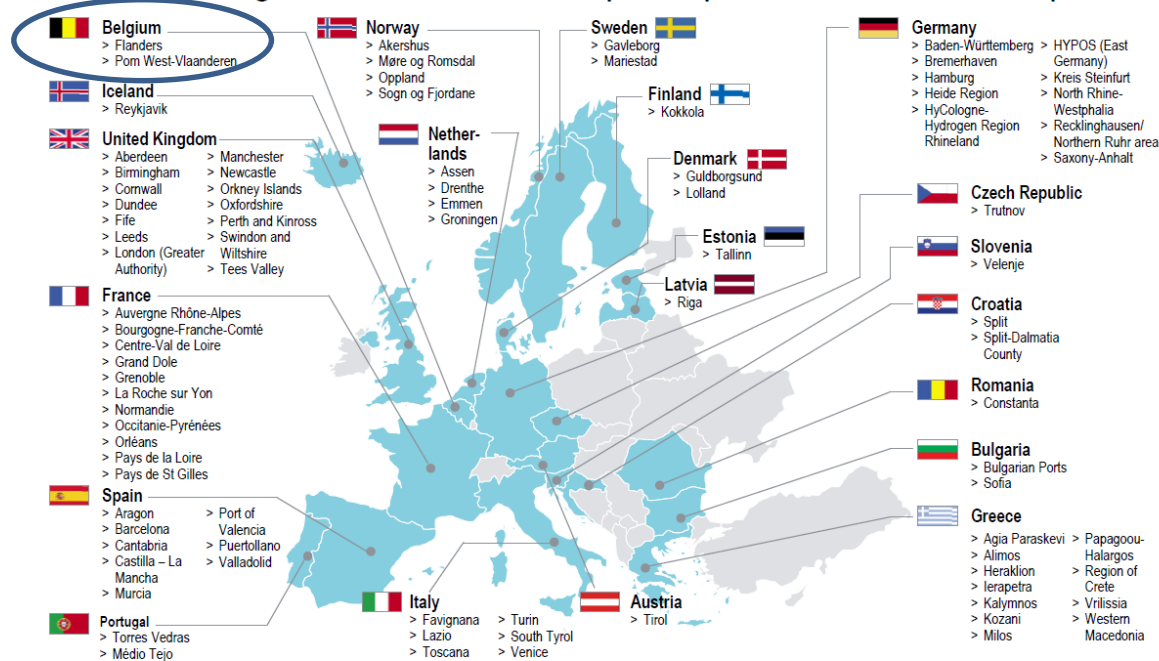 Belgium
> Flanders
> Pom West-Vlaanderen
Iceland
> Reykjavik
United Kingdom
> Aberdeen
> Birmingham
> Cornwall
> Dundee
> Fife
> Leeds
> London (Greater
Authority)
> Manchester
> Newcastle
> Orkney Islands
> Oxfordshire
> Perth and Kinross
> Swindon and
Wiltshire
> Tees Valley
France
> Auvergne Rhône-Alpes
> Bourgogne-Franche-Comté
> Centre-Val de Loire
> Grand Dole
> Grenoble
> La Roche sur Yon
> Normandie
> Occitanie-Pyrénées
> Orléans
> Pays de la Loire
> Pays de St Gilles
Spain
> Aragon
> Barcelona
> Cantabria
> Castilla – La
Mancha
> Murcia
> Port of
Valencia
> Puertollano
> Valladolid
Portugal
> Torres Vedras
> Médio Tejo
Norway
> Akershus
> Møre og Romsdal
> Oppland
> Sogn og Fjordane
Nether-
lands
> Assen
> Drenthe
> Emmen
> Groningen
Sweden
> Gavleborg
> Mariestad
Finland
> Kokkola
Denmark
> Guldborgsund
> Lolland
Estonia
> Tallinn
Latvia
> Riga
Italy
> Favignana
> Lazio
> Toscana
> Turin
> South Tyrol
> Venice
Austria
> Tirol
Germany
> Baden-Württemberg
> Bremerhaven
> Hamburg
> Heide Region
> HyCologne-
Hydrogen Region
Rhineland
> HYPOS (East
Germany)
> Kreis Steinfurt
> North Rhine-
Westphalia
> Recklinghausen/
Northern Ruhr area
> Saxony-Anhalt
Czech Republic
> Trutnov
Slovenia
> Velenje
Croatia
> Split
> Split-Dalmatia
County
Romania
> Constanta
Bulgaria
> Bulgarian Ports
> Sofia
Greece
> Agia Paraskevi
> Alimos
> Heraklion
> Ierapetra
> Kalymnos
> Kozani
> Milos
> Papagoou-
Halargos
> Region of
Crete
> Vrilissia
> Western
Macedonia